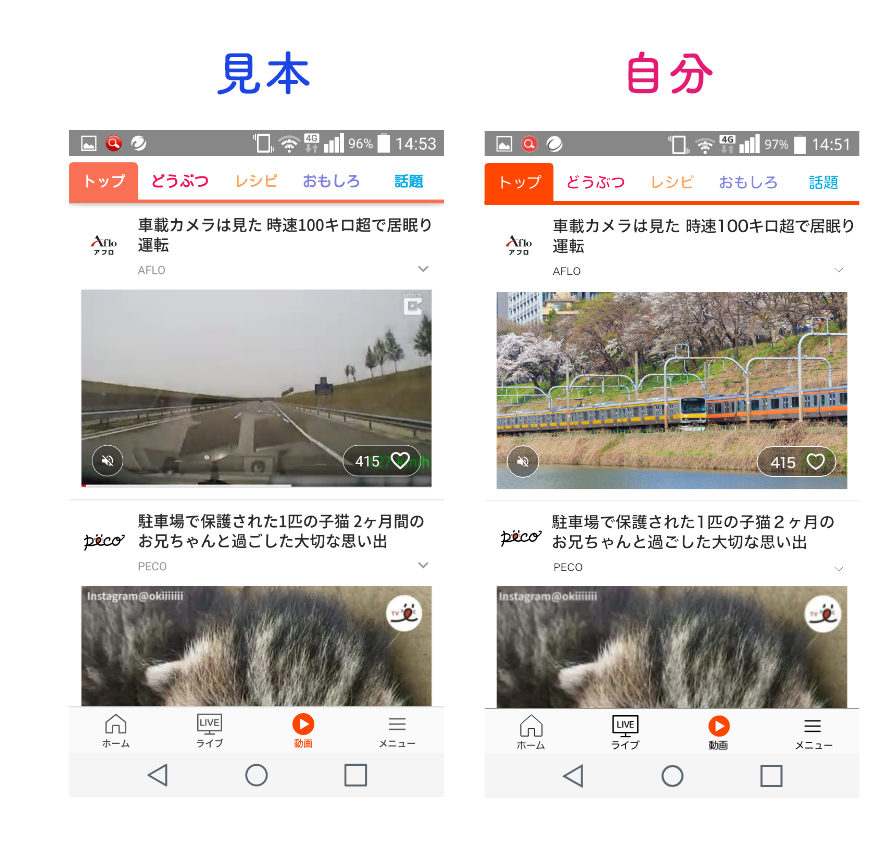 見本
自分
4G 96% 14:53
トップ どうぶつ レシピ おもしろ 話題
Aflo
アフロ
車載カメラは見た 時速100キロ超で居眠り
運転
AFLO
415
peco
駐車場で保護された1匹の子猫 2ヶ月間の
お兄ちゃんと過ごした大切な思い出
PECO
Instagram@okiiiiiii
TV
LIVE
ホーム ライブ 動画 メニュー
4G 97% 14:51
トップ どうぶつ レシピ おもしろ 話題
Aflo
アフロ
車載カメラは見た 時速100キロ超で居眠り
運転
AFLO
415
peco
駐車場で保護された1匹の子猫２ヶ月の
お兄ちゃんと過ごした大切な思い出
PECO
Instagram@okiiiiiii
TV
LIVE
ホーム ライブ 動画 メニュー